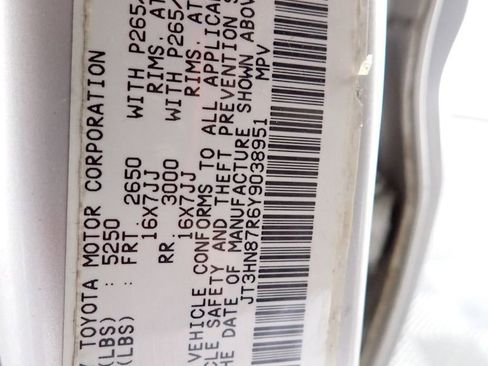 TOYOTA MOTOR CORPORATION
(LBS) : 5250
(LBS) : FRT. 2650 WITH P265/
16X7JJ RIMS, AT
RR. 3000 WITH P265/
16X7JJ RIMS, AT
VEHICLE CONFORMS TO ALL APPLICA
CLE SAFETY AND THEFT PREVENTION S
THE DATE OF MANUFACTURE SHOWN ABOVE
JT3HN87R6Y9038951 MPV